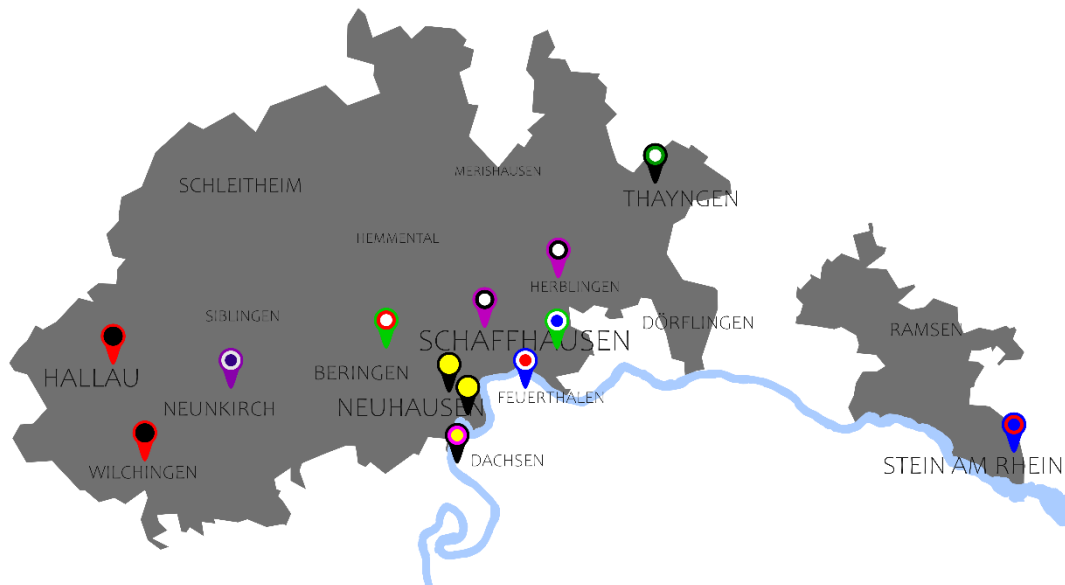 MERISHAUSEN
SCHLEITHEIM
THAYNGEN
HEMMENTAL
HERBLINGEN
SIBLINGEN
DÖRFLINGEN
RAMSEN
SCHAFFHAUSEN
HALLAU
BERINGEN
NEUNKIRCH
NEUHAUSEN
FEUERTHALEN
DACHSEN
STEIN AM RHEIN
WILCHINGEN